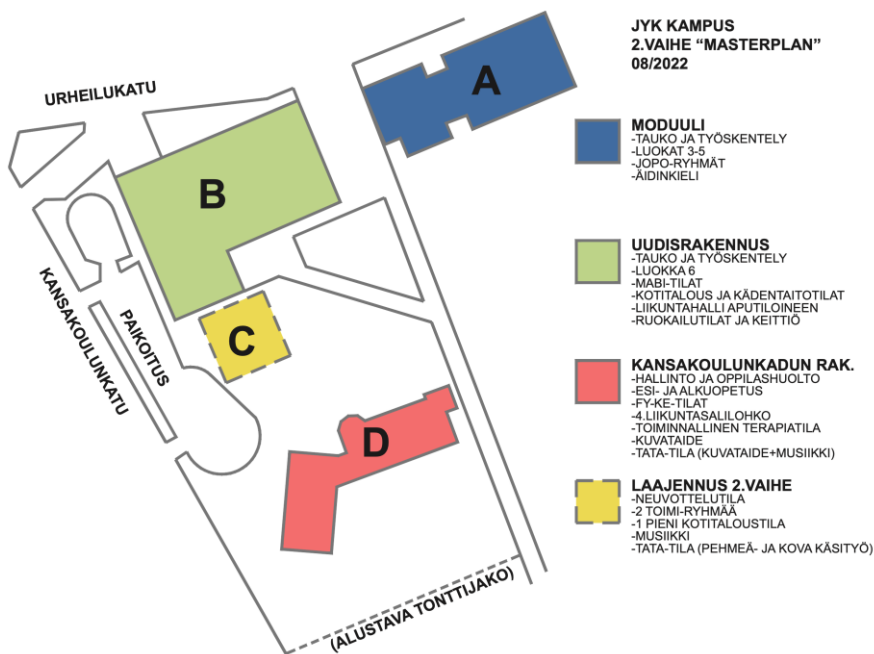 JYK KAMPUS
2.VAIHE “MASTERPLAN”
08/2022
URHEILUKATU
A
MODUULI
-TAUKO JA TYÖSKENTELY
-LUOKAT 3-5
-JOPO-RYHMÄT
-ÄIDINKIELI
B
UUDISRAKENNUS
-TAUKO JA TYÖSKENTELY
-LUOKKA 6
-MABI-TILAT
-KOTITALOUS JA KÄDENTAITOTILAT
-LIIKUNTAHALLI APUTILOINEEN
-RUOKAILUTILAT JA KEITTIÖ
KANSAKOULUNKATU
PAIKOITUS
C
KANSAKOULUNKADUN RAK.
-HALLINTO JA OPPILASHUOLTO
-ESI- JA ALKUOPETUS
-FY-KE-TILAT
-4.LIIKUNTASALILOHKO
-TOIMINNALLINEN TERAPIATILA
-KUVATAIDE
-TATA-TILA (KUVATAIDE+MUSIIKKI)
D
LAAJENNUS 2.VAIHE
-NEUVOTTELUTILA
-2 TOIMI-RYHMÄÄ
-1 PIENI KOTITALOUSTILA
-MUSIIKKI
-TATA-TILA (PEHMEÄ- JA KOVA KÄSITYÖ)
(ALUSTAVA TONTTIJAKO)